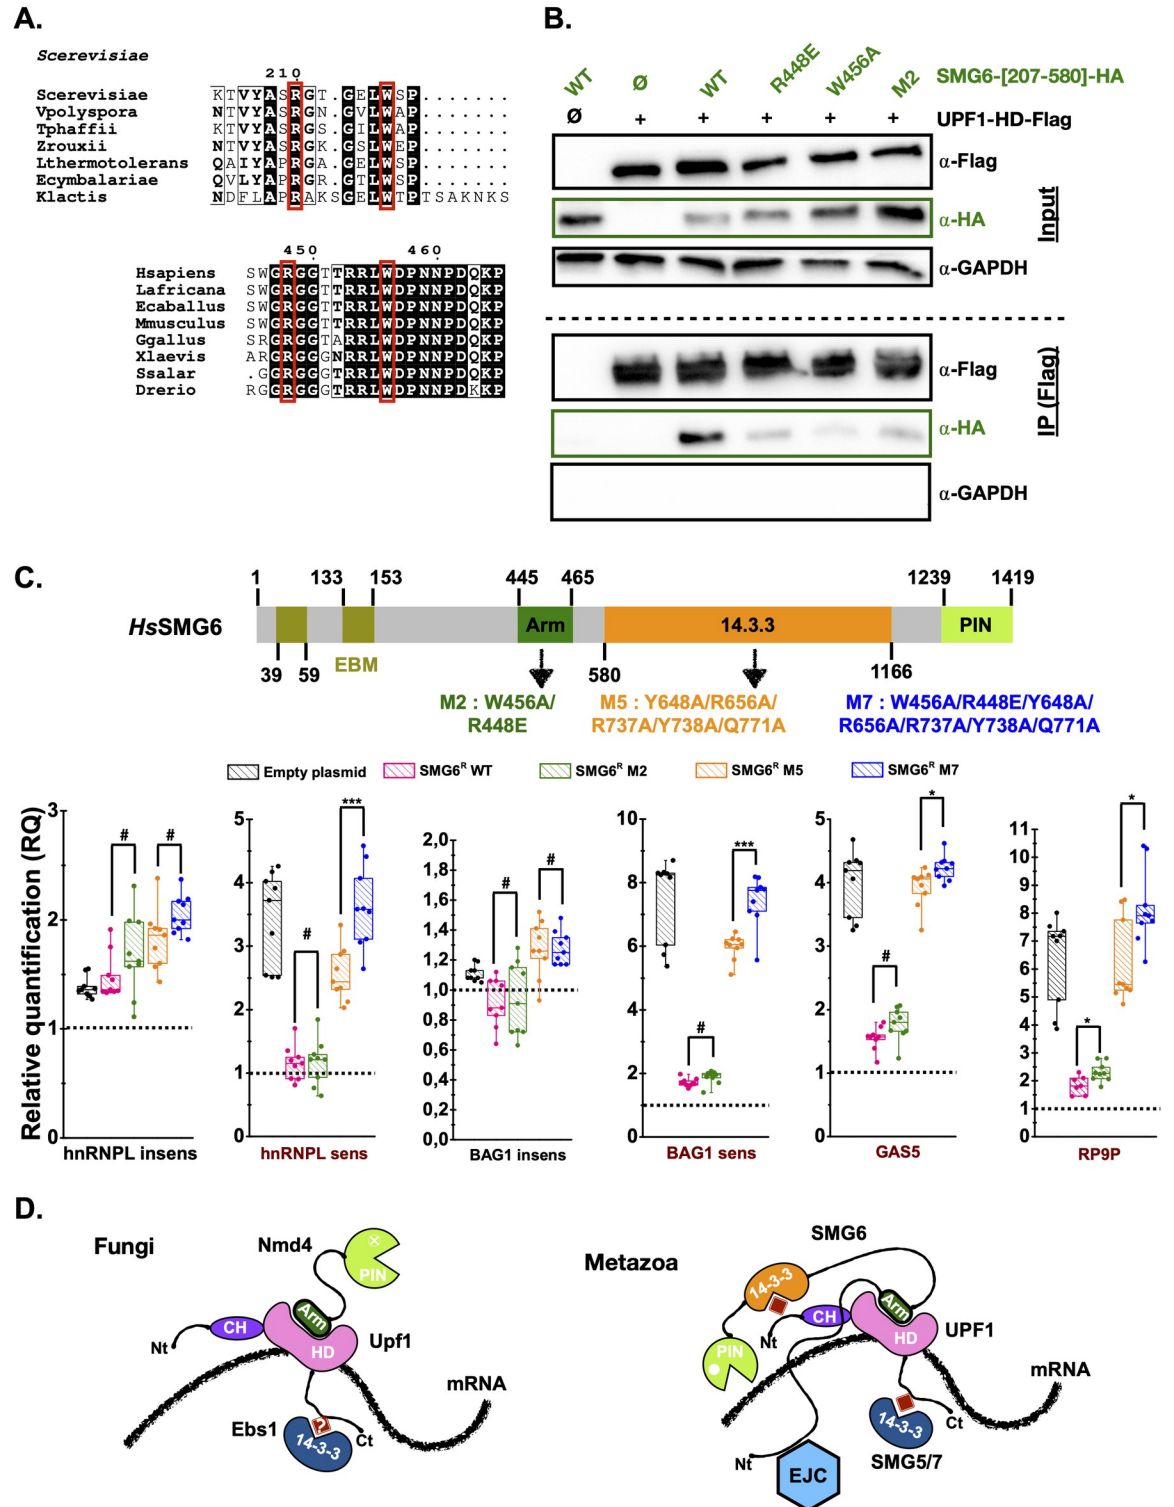 A.
Scerevisiae
210
Scerevisiae KTVYASRGT.GELWSP.......
Vpolyspora NTVYASRGN.GVLWAP.......
Tphaffii KTVYASRGS.GILWAP.......
Zrouxii NTVYASRGK.GSLWEP.......
Lthermotolerans QAIYAPRGA.GELWSP.......
Ecymbalariae QVLYAPRGR.GTLWSP.......
Klactis NDFLAPRAKSGELWTPTSAKNKS
450 460
Hsapiens SWGRGGTTRRLWDPNNPDQKP
Lafricana SWGRGGTTRRLWDPNNPDQKP
Ecaballus SWGRGGTTRRLWDPNNPDQKP
Mmusculus SWGRGGTTRRLWDPNNPDQKP
Ggallus SRGRGGTARRLWDPNNPDQKP
Xlaevis ARGRGGGNRRLWDPNNPDQKP
Ssalar .GGRGGGTRRLWDPNNPDQKP
Drerio RGGRGGGTRRLWDPNNPDKKP
B.
WT Ø WT R448E W456A M2 SMG6-[207-580]-HA
Ø + + + + + UPF1-HD-Flag
α-Flag
α-HA
α-GAPDH
Input
α-Flag
α-HA
α-GAPDH
IP (Flag)
C.
1 133 153 445 465 1239 1419
HsSMG6 Arm 14.3.3 PIN
39 59 EBM 580 1166
M2 : W456A/
R448E
M5 : Y648A/R656A/
R737A/Y738A/Q771A
M7 : W456A/R448E/Y648A/
R656A/R737A/Y738A/Q771A
Empty plasmid SMG6R WT SMG6R M2 SMG6R M5 SMG6R M7
Relative quantification (RQ)
3
2
1
0
# #
hnRNPL insens
5
4
3
2
1
0
# ***
hnRNPL sens
2,0
1,8
1,6
1,4
1,2
1,0
0,8
0,6
0,4
0,2
0,0
# #
BAG1 insens
10
8
6
4
2
0
# ***
BAG1 sens
5
4
3
2
1
0
# *
GAS5
11
10
9
8
7
6
5
4
3
2
1
0
* *
RP9P
D.
Fungi
Nmd4
PIN
Arm
CH
HD
Upf1
Nt
mRNA
Ebs1
?
14-3-3
Ct
Metazoa
SMG6
14-3-3
Arm
CH
HD
UPF1
Nt
PIN
mRNA
14-3-3
Ct
SMG5/7
Nt
EJC